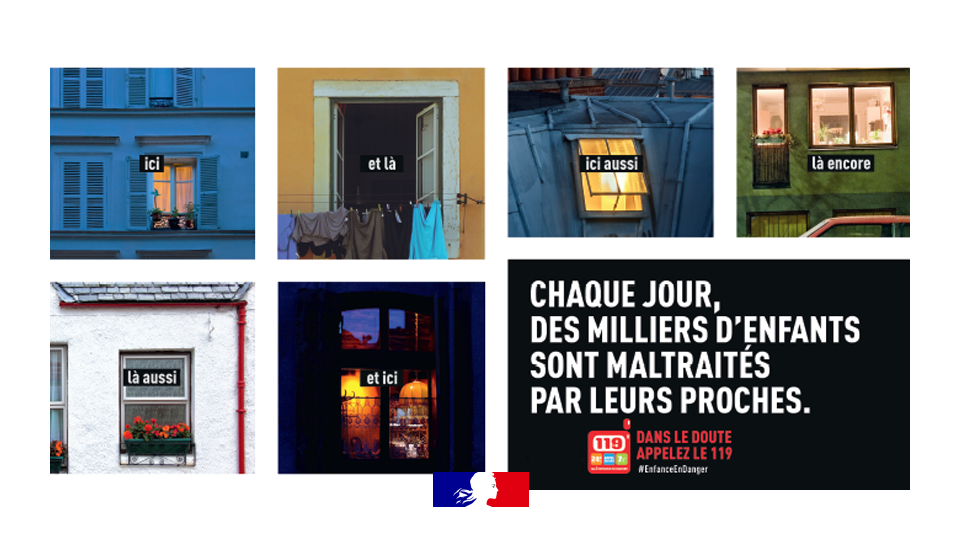 ici
et là
ici aussi
là encore
là aussi
et ici
CHAQUE JOUR,
DES MILLIERS D'ENFANTS
SONT MALTRAITÉS
PAR LEURS PROCHES.
119
DANS LE DOUTE
APPELEZ LE 119
#EnfanceEnDanger